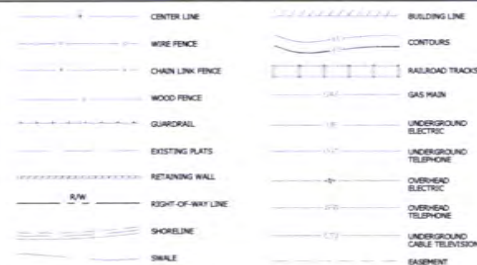 CENTER LINE
WIRE FENCE
CHAIN LINK FENCE
WOOD FENCE
GUARDRAIL
EXISTING PLATS
RETAINING WALL
R/W
RIGHT-OF-WAY LINE
SHORELINE
SWALE
BUILDING LINE
CONTOURS
RAILROAD TRACKS
GAS MAIN
UNDERGROUND
ELECTRIC
UNDERGROUND
TELEPHONE
OVERHEAD
ELECTRIC
OVERHEAD
TELEPHONE
UNDERGROUND
CABLE TELEVISION
EASEMENT